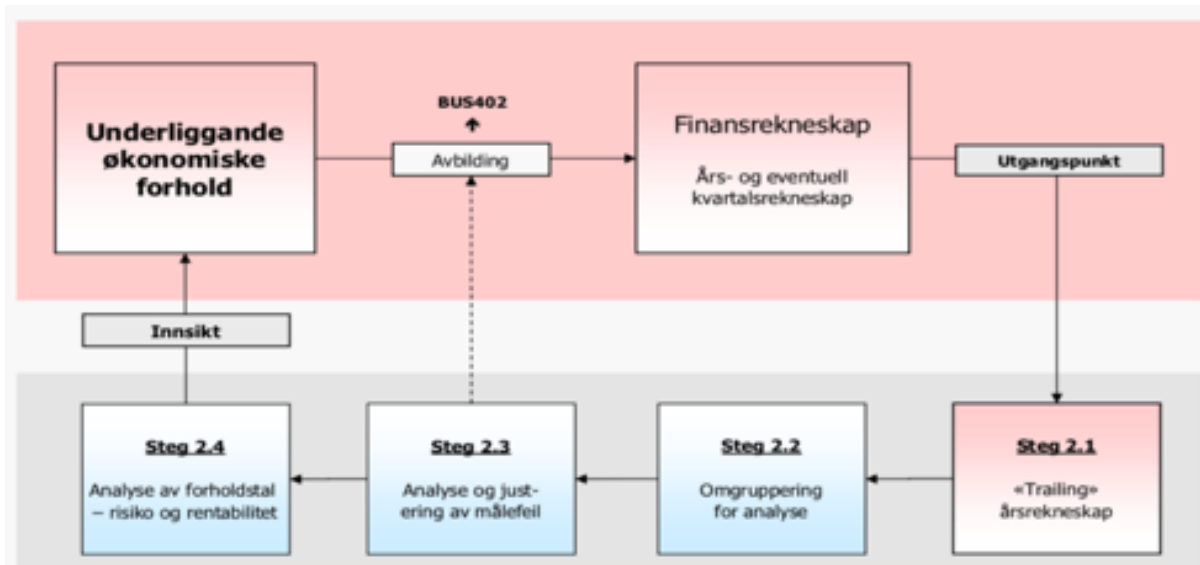 Underliggande
økonomiske
forhold
BUS402
Avbilding
Finansrekneskap
Års- og eventuell
kvartalsrekneskap
Utgangspunkt
Innsikt
Steg 2.4
Analyse av forholdstal
– risiko og rentabilitet
Steg 2.3
Analyse og just-
ering av målefeil
Steg 2.2
Omgruppering
for analyse
Steg 2.1
«Trailing»
årsrekneskap